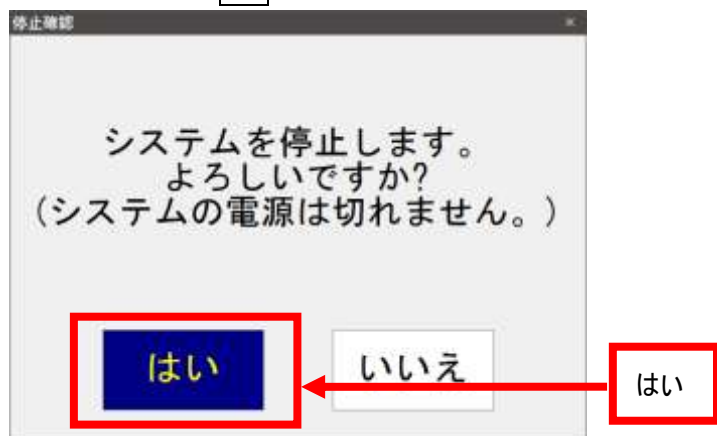 停止確認 ×
システムを停止します。
よろしいですか?
(システムの電源は切れません。)
はい
いいえ
はい